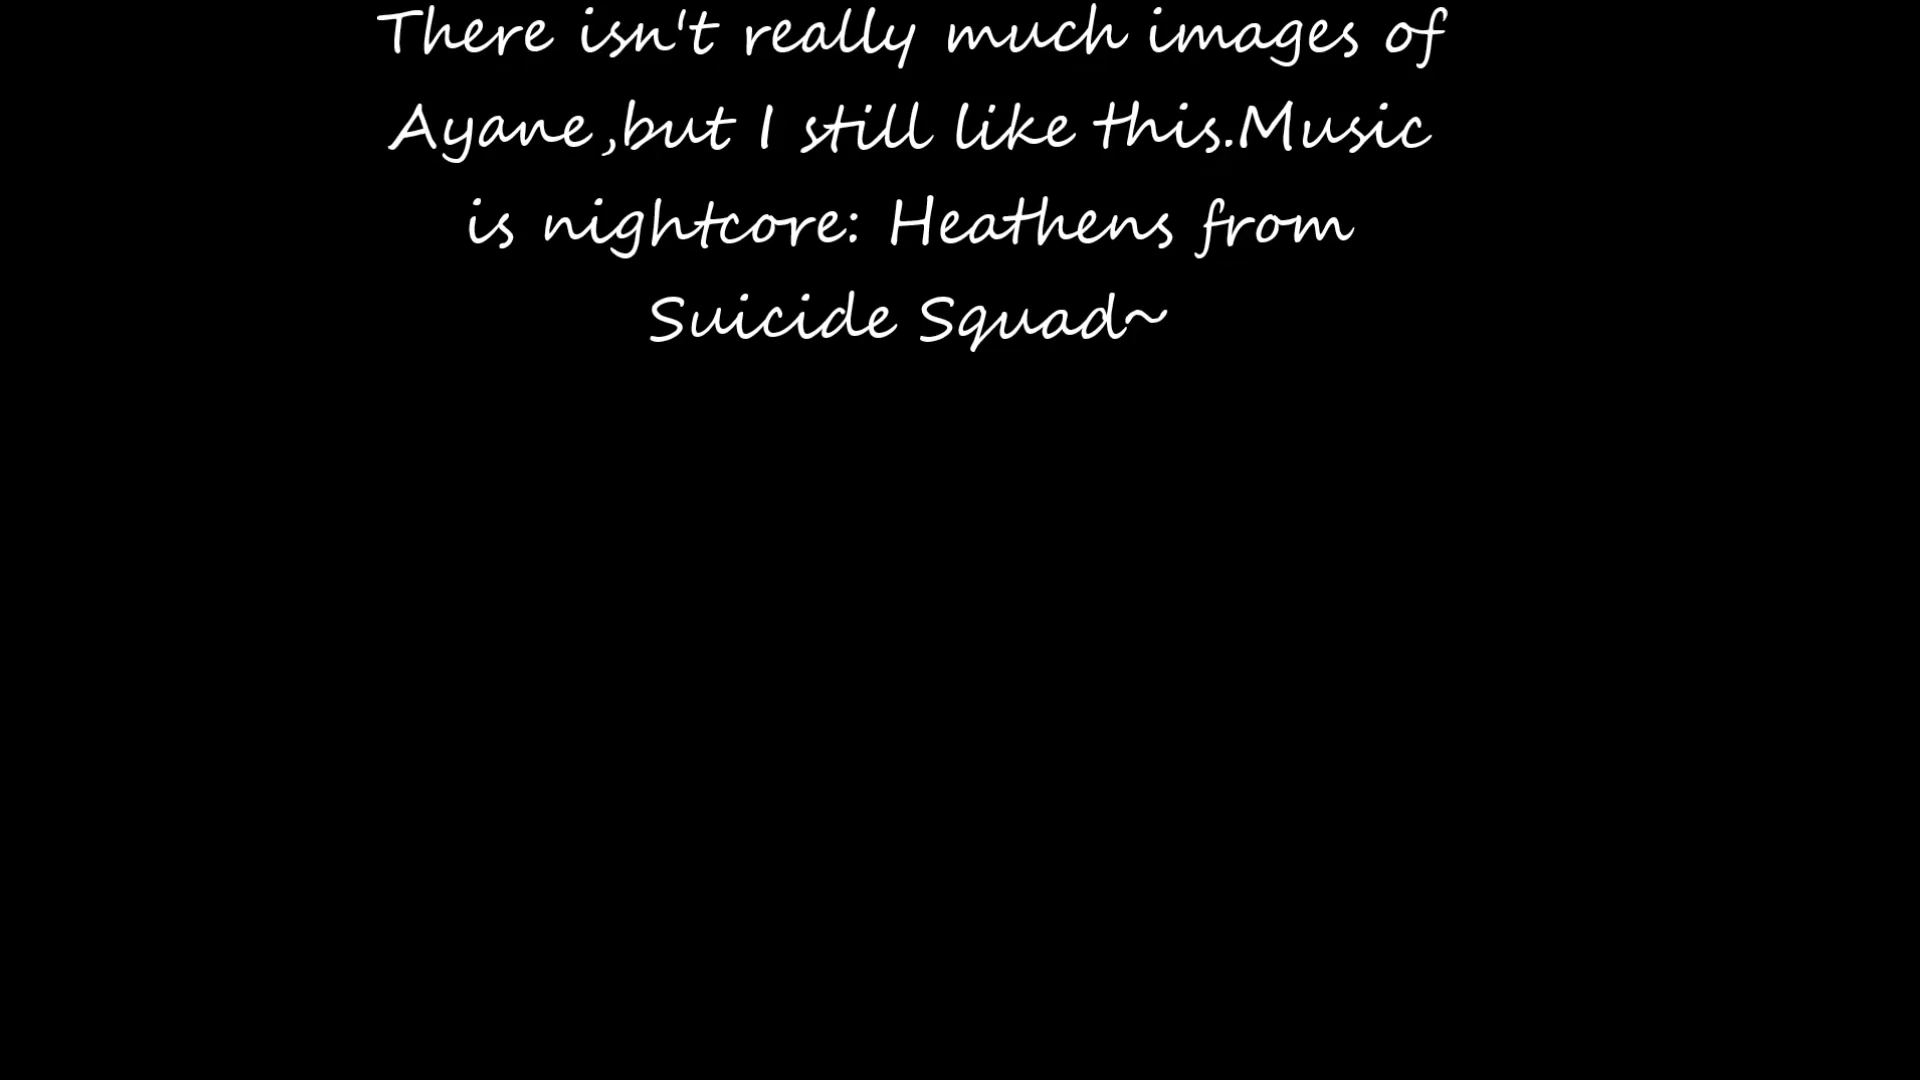 There isn't really much images of
Ayane,but I still like this.Music
is nightcore: Heathens from
Suicide Squad~